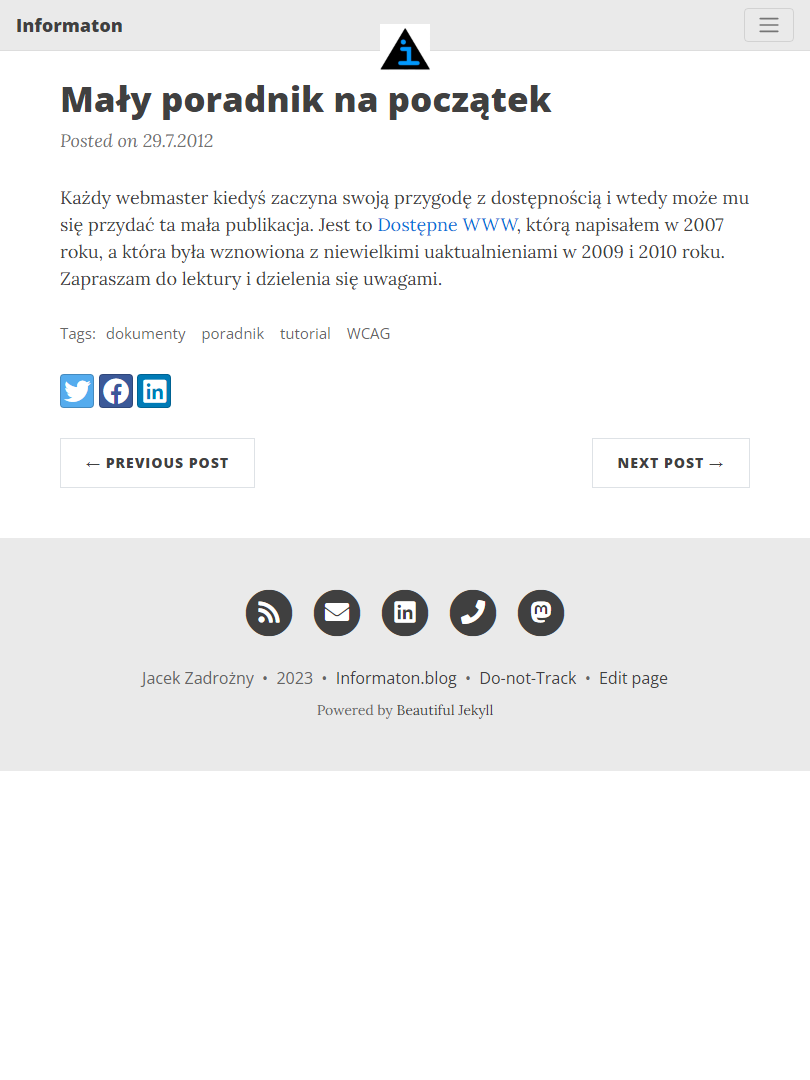 Informaton
i
Mały poradnik na początek
Posted on 29.7.2012
Każdy webmaster kiedyś zaczyna swoją przygodę z dostępnością i wtedy może mu
się przydać ta mała publikacja. Jest to Dostępne WWW, którą napisałem w 2007
roku, a która była wznowiona z niewielkimi uaktualnieniami w 2009 i 2010 roku.
Zapraszam do lektury i dzielenia się uwagami.
Tags: dokumenty poradnik tutorial WCAG
← PREVIOUS POST
NEXT POST →
Jacek Zadrożny • 2023 • Informaton.blog • Do-not-Track • Edit page
Powered by Beautiful Jekyll